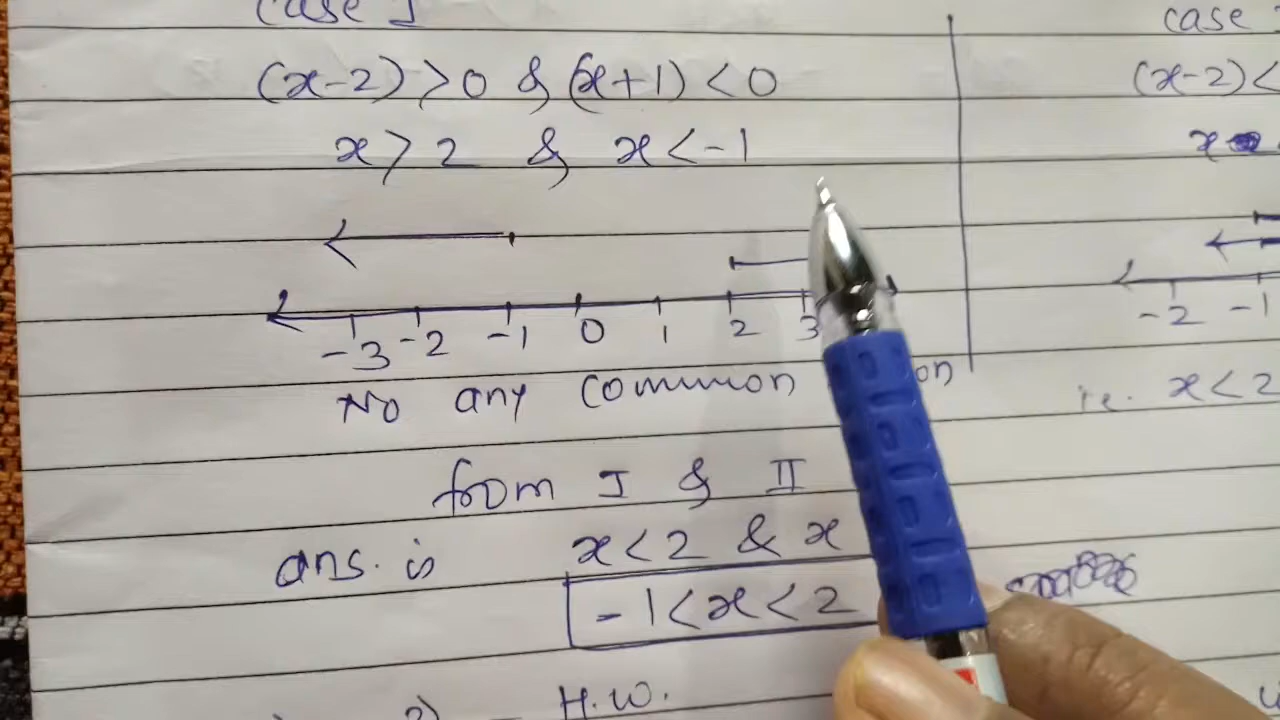 case I
(x-2) > 0 & (x+1) < 0
x > 2 & x < -1
-3 -2 -1 0 1 2 3
No any common
from I & II
ans. is x < 2 & x
-1 < x < 2
H.W.
case
(x-2) <
x
-2 -1
i.e. x < 2